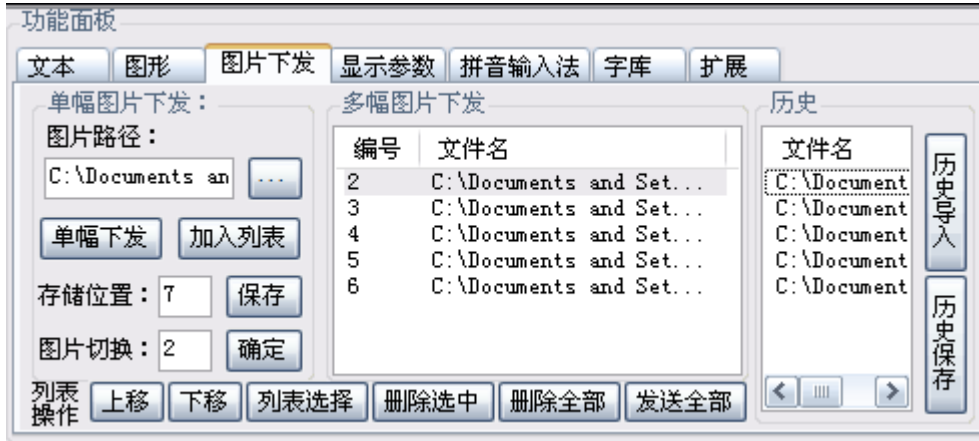 功能面板
文本 图形 图片下发 显示参数 拼音输入法 字库 扩展
单幅图片下发：
图片路径：
C:\Documents an ...
单幅下发 加入列表
存储位置：7 保存
图片切换：2 确定
多幅图片下发
编号 文件名
2 C:\Documents and Set...
3 C:\Documents and Set...
4 C:\Documents and Set...
5 C:\Documents and Set...
6 C:\Documents and Set...
历史
文件名
C:\Document
C:\Document
C:\Document
C:\Document
C:\Document
历史导入
历史保存
列表操作 上移 下移 列表选择 删除选中 删除全部 发送全部